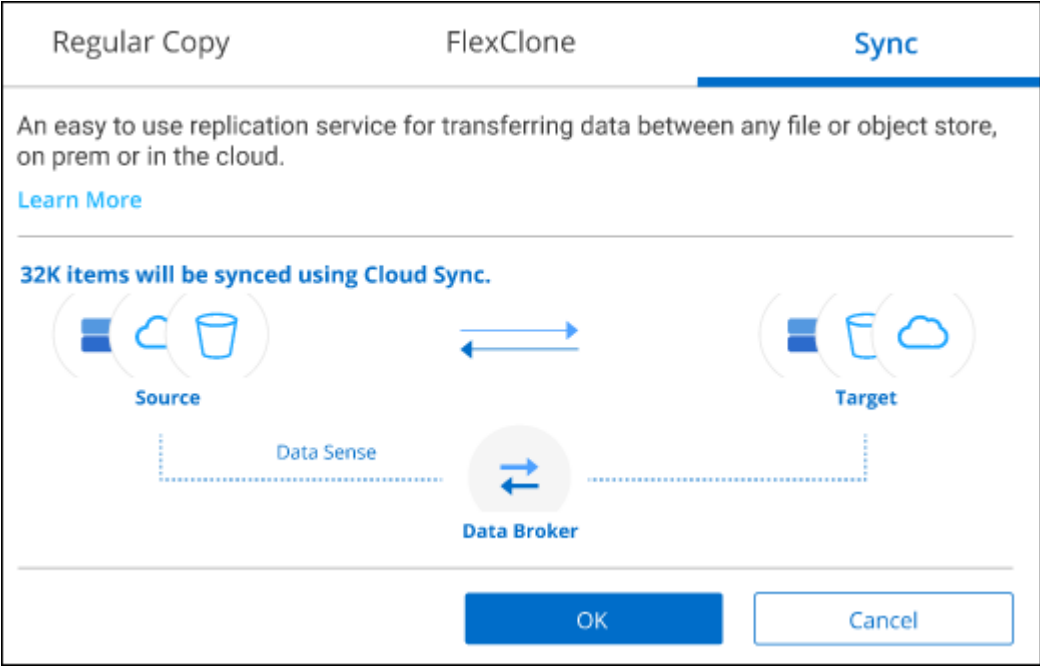 Regular Copy
FlexClone
Sync
An easy to use replication service for transferring data between any file or object store,
on prem or in the cloud.
Learn More
32K items will be synced using Cloud Sync.
Source
Target
Data Sense
Data Broker
OK
Cancel